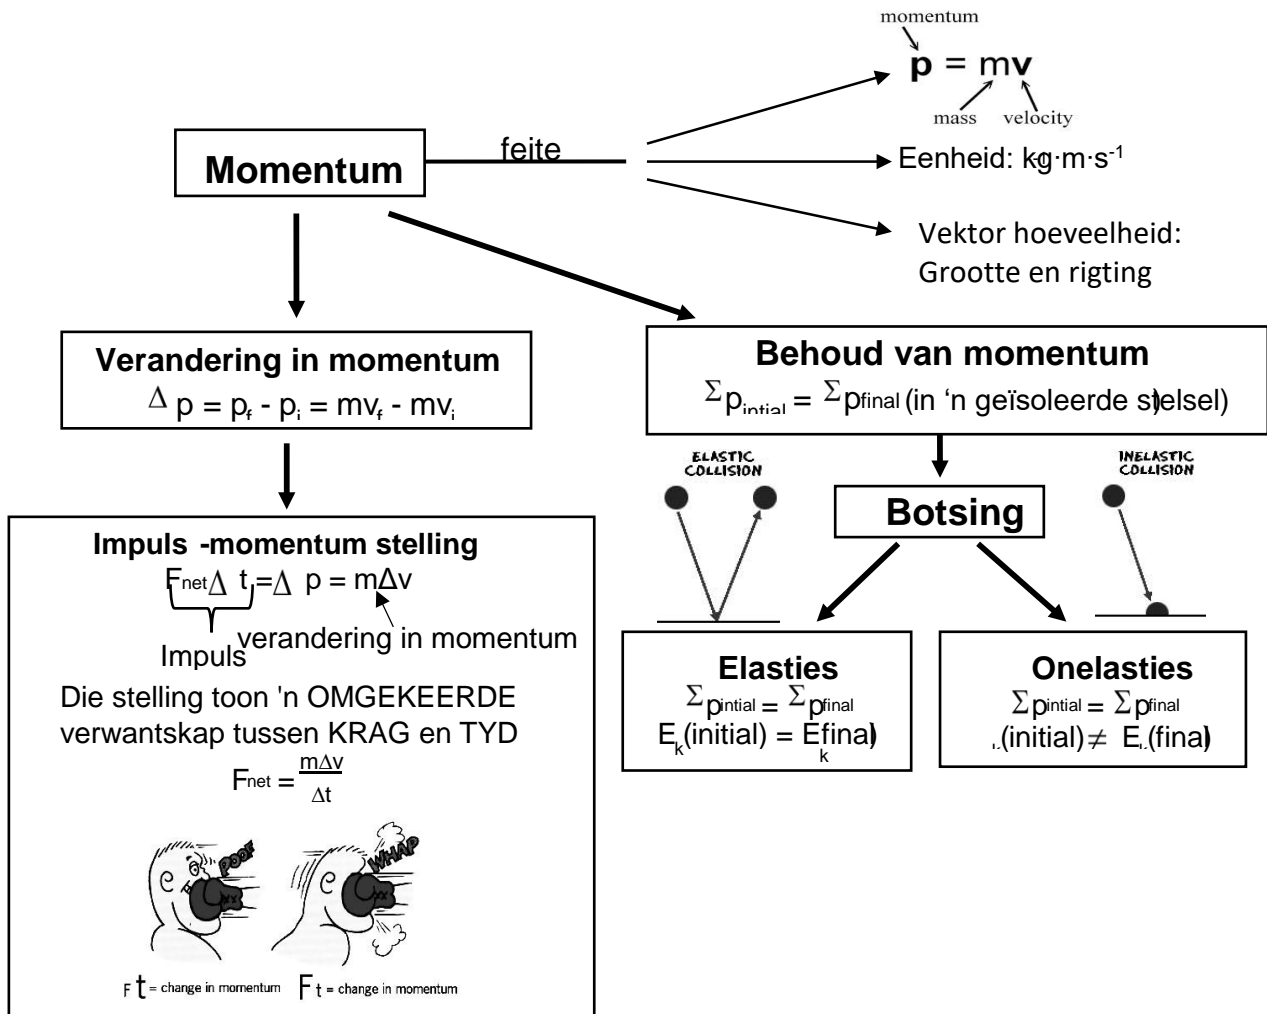 momentum
p = mv
mass velocity
Momentum
feite
Eenheid: kg·m·s⁻¹
Vektor hoeveelheid:
Grootte en rigting
Verandering in momentum
Δ p = pf - pi = mvf - mvi
Behoud van momentum
Σpintial = Σpfinal (in ‘n geïsoleerde stelsel)
ELASTIC
COLLISION
INELASTIC
COLLISION
Botsing
Impuls -momentum stelling
FnetΔ t = Δ p = mΔv
verandering in momentum
Impuls
Die stelling toon 'n OMGEKEERDE
verwantskap tussen KRAG en TYD
Fnet = mΔv
Δt
POOF
WHAP
F t = change in momentum F t = change in momentum
Elasties
Σpintial = Σpfinal
Ek(initial) = Ekfinal)
Onelasties
Σpintial = Σpfinal
k(initial) ≠ Ek(final)